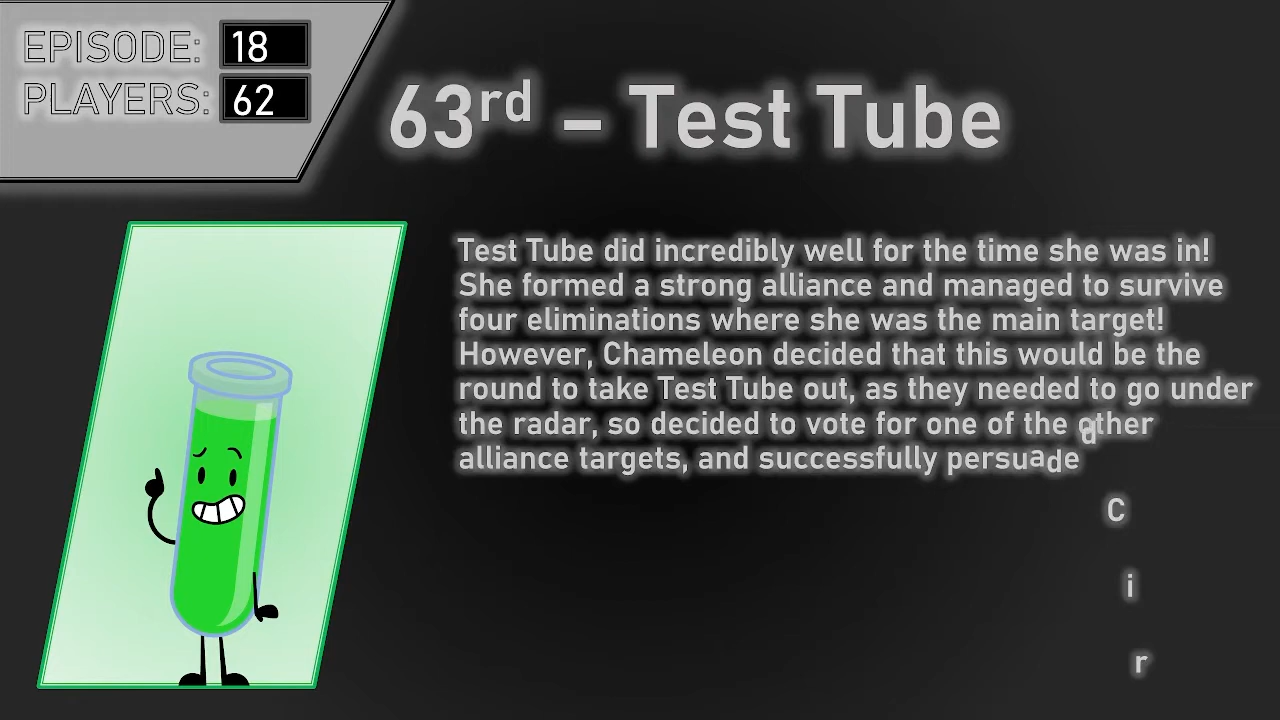 EPISODE: 18
PLAYERS: 62
63rd – Test Tube
Test Tube did incredibly well for the time she was in!
She formed a strong alliance and managed to survive
four eliminations where she was the main target!
However, Chameleon decided that this would be the
round to take Test Tube out, as they needed to go under
the radar, so decided to vote for one of the other
alliance targets, and successfully persuaded
C
i
r